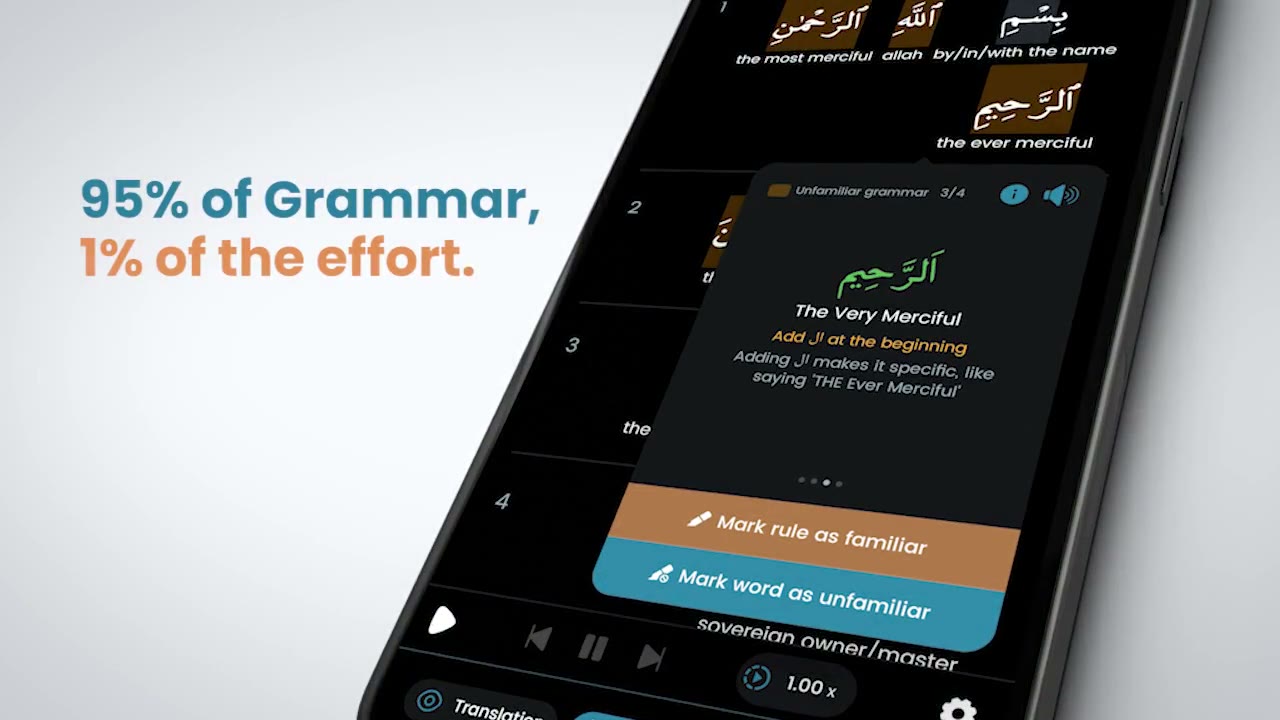 95% of Grammar,
1% of the effort.
1
بِسْمِ ٱللَّهِ ٱلرَّحْمَٰنِ
the most merciful allah by/in/with the name
ٱلرَّحِيمِ
the ever merciful
2
Unfamiliar grammar 3/4
اَلرَّحِيم
The Very Merciful
Add ال at the beginning
Adding ال makes it specific, like
saying 'THE Ever Merciful'
3
the
4
Mark rule as familiar
Mark word as unfamiliar
sovereign owner/master
1.00 x
Translation